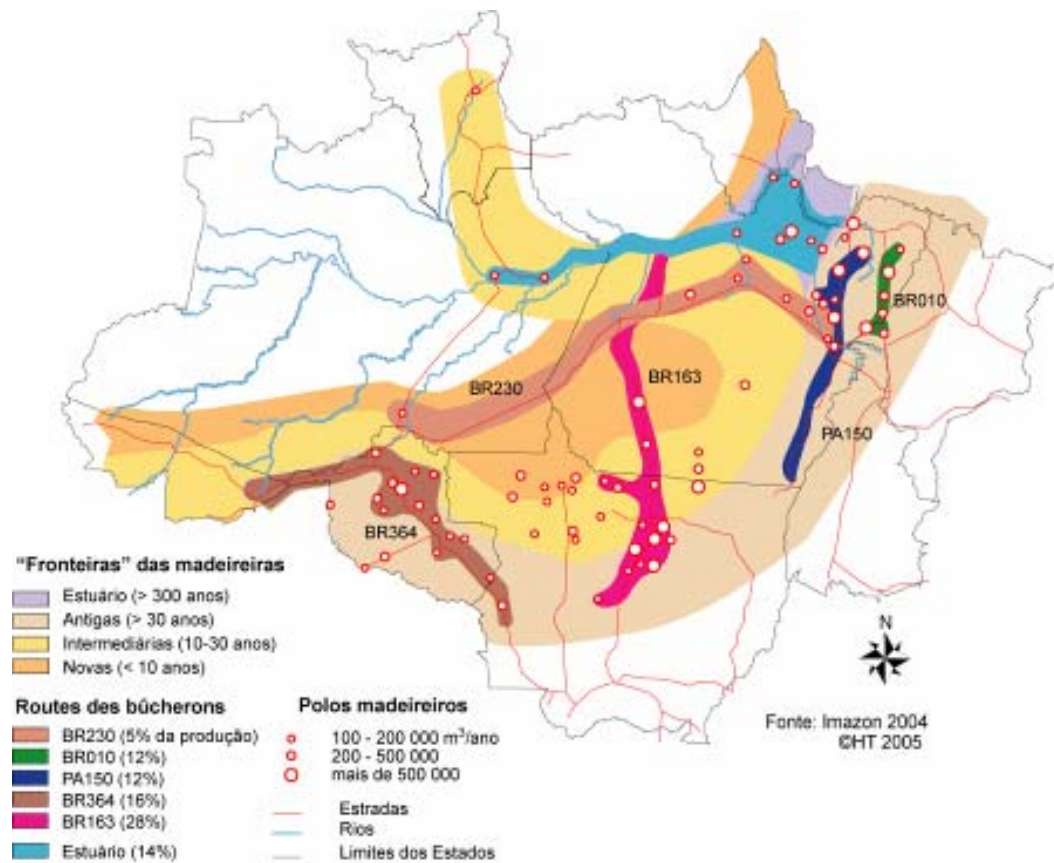 BR010
BR230
BR163
PA150
BR364
"Fronteiras" das madeireiras
Estuário (> 300 anos)
Antigas (> 30 anos)
Intermediárias (10-30 anos)
Novas (< 10 anos)
Routes des bûcherons
BR230 (5% da produção)
BR010 (12%)
PA150 (12%)
BR364 (16%)
BR163 (28%)
Estuário (14%)
Polos madeireiros
100 - 200 000 m³/ano
200 - 500 000
mais de 500 000
Estradas
Rios
Limites dos Estados
N
Fonte: Imazon 2004
©HT 2005